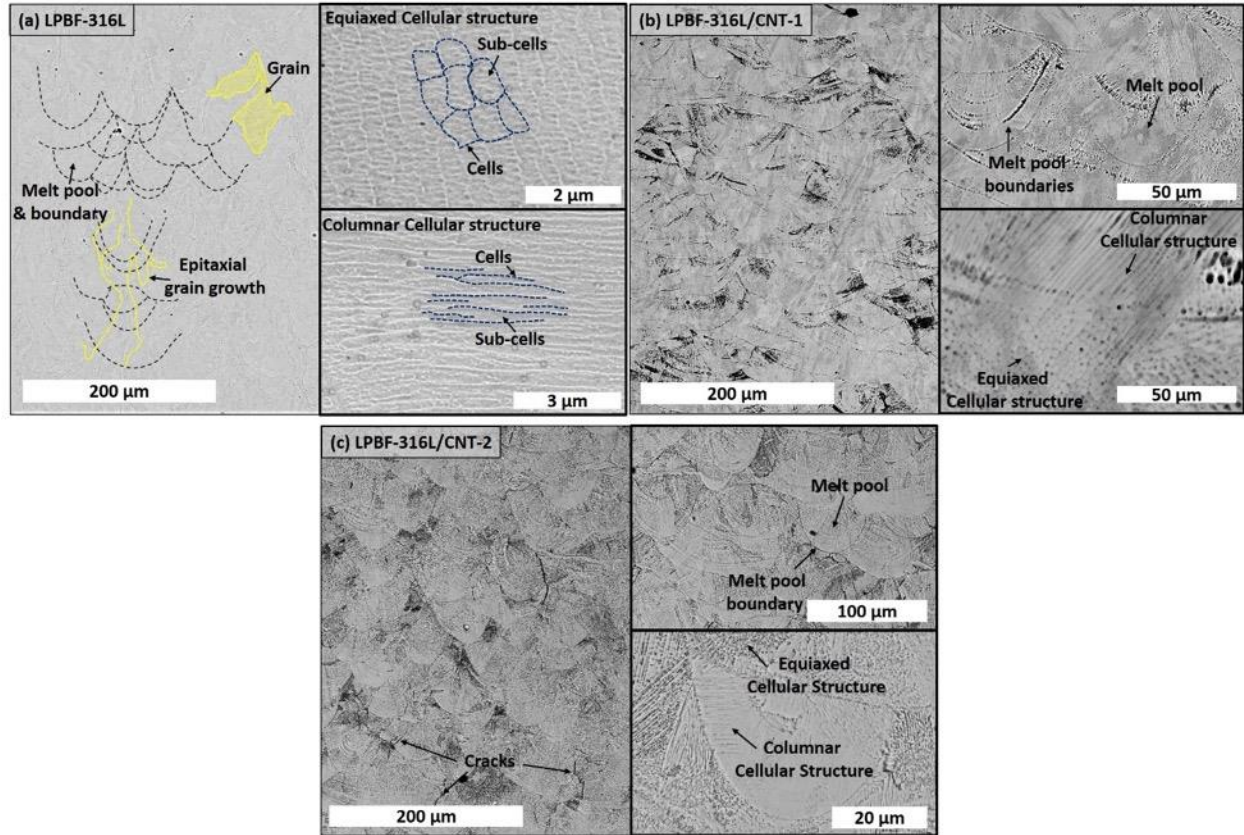 (a) LPBF-316L
Grain
Melt pool
& boundary
Epitaxial
grain growth
200 μm
Equiaxed Cellular structure
Sub-cells
Cells
2 μm
Columnar Cellular structure
Cells
Sub-cells
3 μm
(b) LPBF-316L/CNT-1
200 μm
Melt pool
Melt pool
boundaries
50 μm
Columnar
Cellular structure
Equiaxed
Cellular structure
50 μm
(c) LPBF-316L/CNT-2
Cracks
200 μm
Melt pool
Melt pool
boundary
100 μm
Equiaxed
Cellular Structure
Columnar
Cellular Structure
20 μm